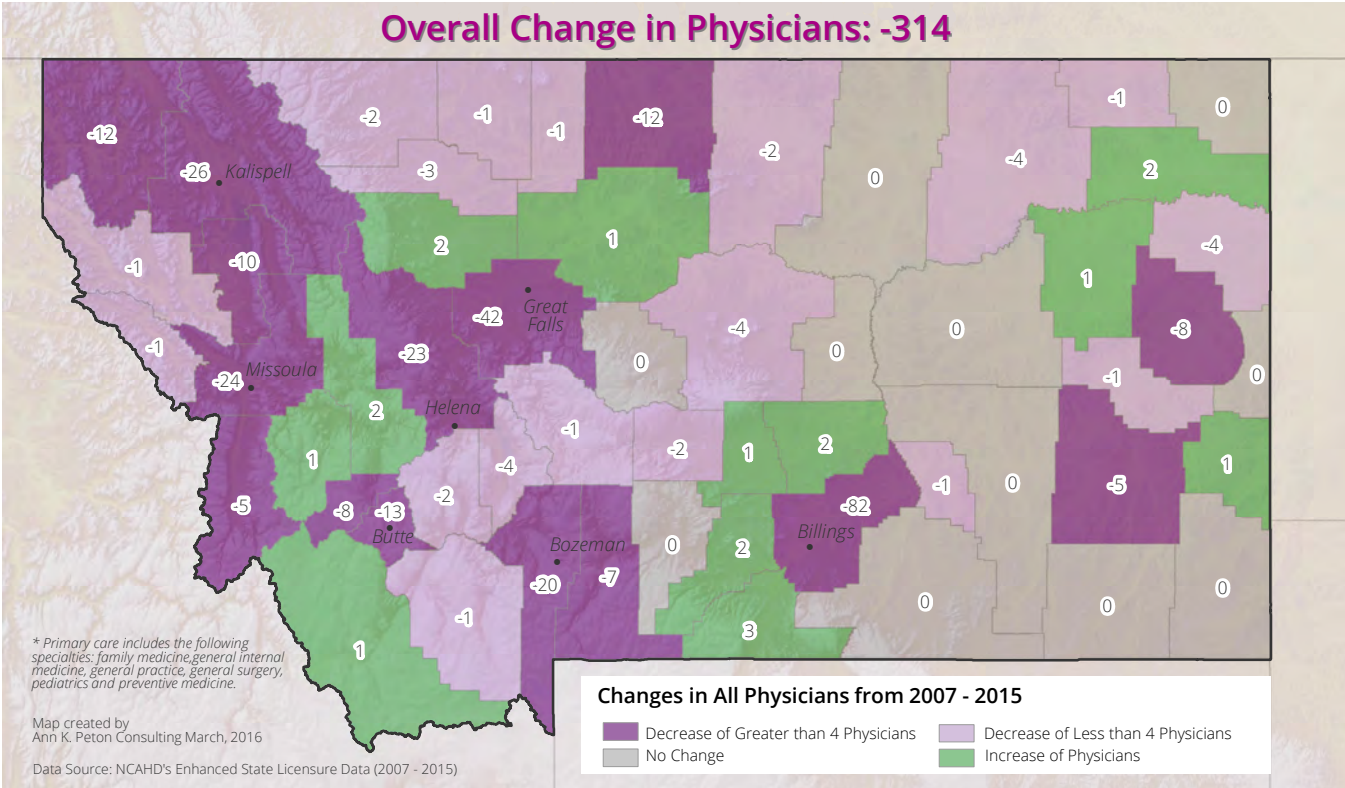 Overall Change in Physicians: -314
-2
-1
-1
-12
-2
0
-4
-1
0
-12
-26
Kalispell
-3
2
2
1
-4
-1
-10
1
-8
-42
Great
Falls
0
-4
0
0
-1
0
-1
-24
Missoula
-23
Helena
2
1
-1
-4
-2
-2
1
2
-1
0
-5
1
-5
-8
-13
Butte
-82
Billings
0
2
Bozeman
-20
-7
-1
1
3
0
0
0
* Primary care includes the following
specialties: family medicine,general internal
medicine, general practice, general surgery,
pediatrics and preventive medicine.
Map created by
Ann K. Peton Consulting March, 2016
Data Source: NCAHD's Enhanced State Licensure Data (2007 - 2015)
Changes in All Physicians from 2007 - 2015
Decrease of Greater than 4 Physicians
Decrease of Less than 4 Physicians
No Change
Increase of Physicians